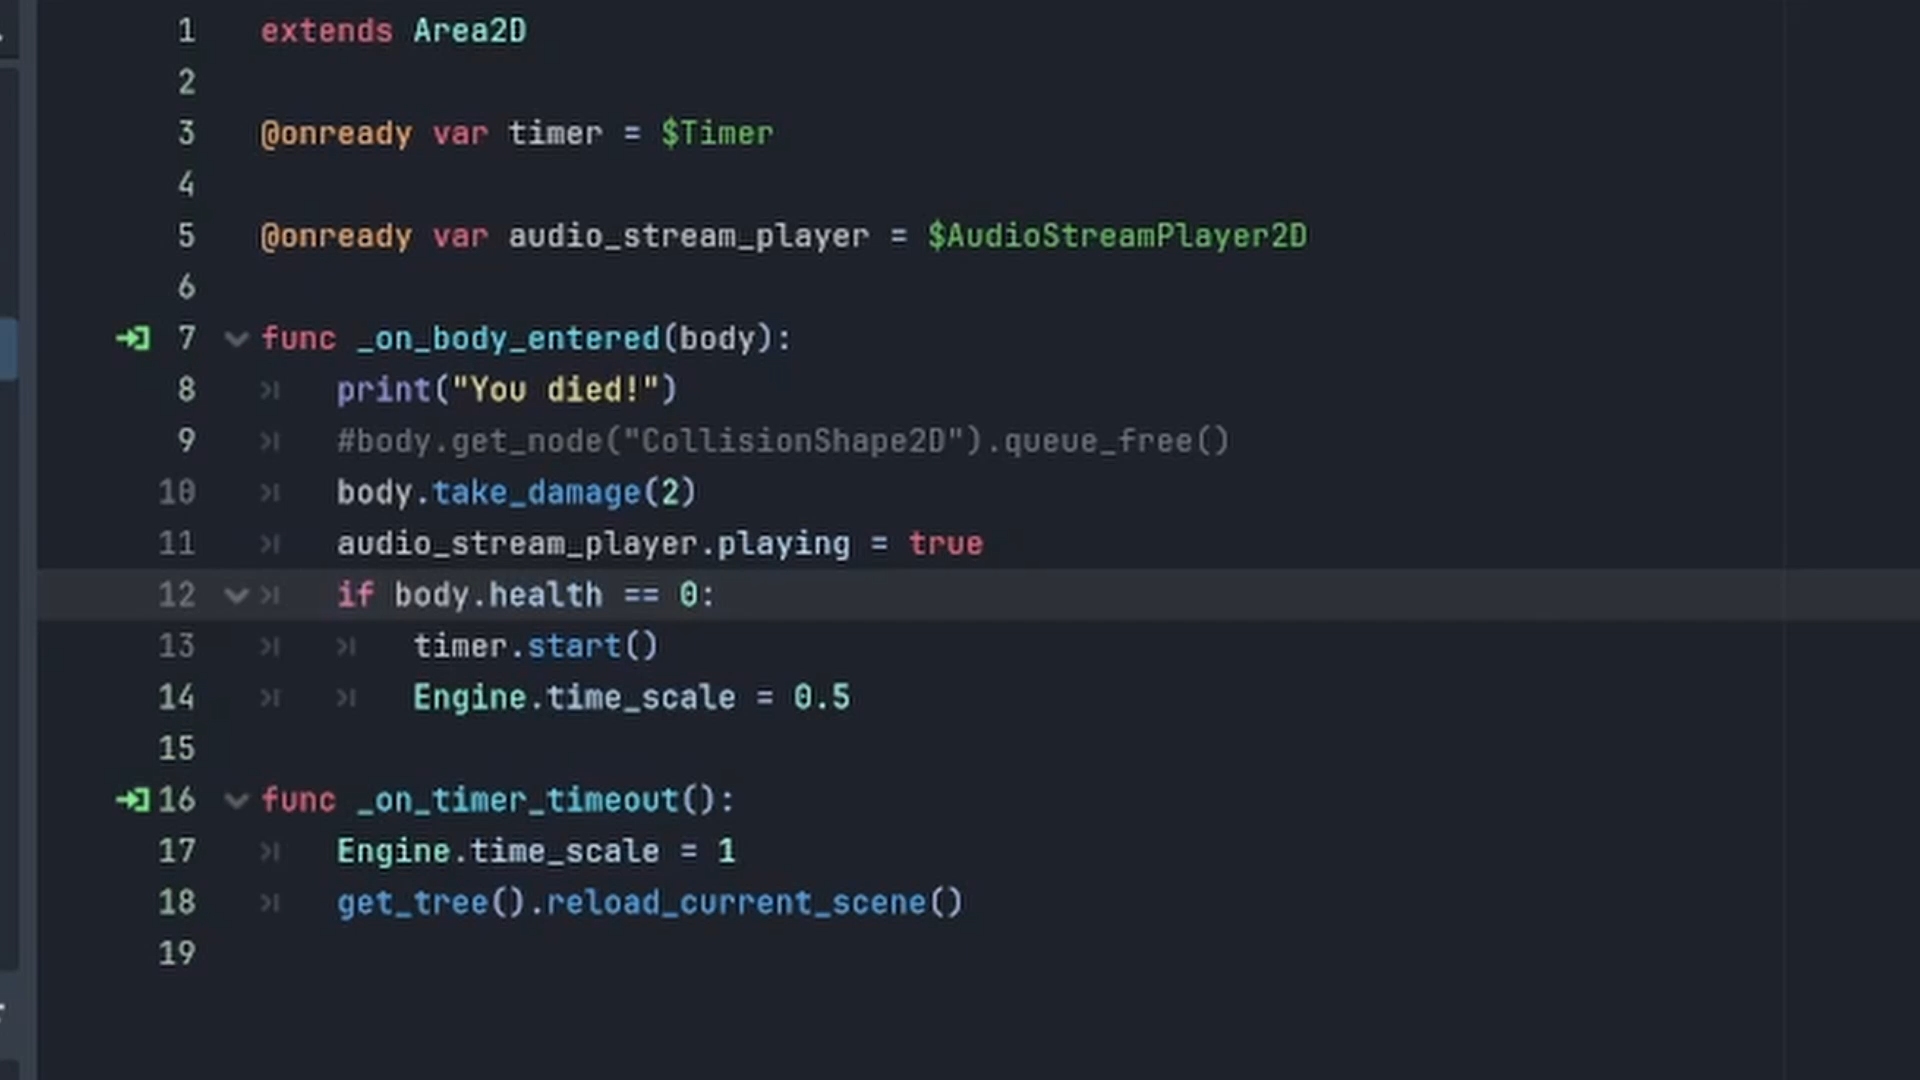 1 extends Area2D
2
3 @onready var timer = $Timer
4
5 @onready var audio_stream_player = $AudioStreamPlayer2D
6
7 func _on_body_entered(body):
8 print("You died!")
9 #body.get_node("CollisionShape2D").queue_free()
10 body.take_damage(2)
11 audio_stream_player.playing = true
12 if body.health == 0:
13 timer.start()
14 Engine.time_scale = 0.5
15
16 func _on_timer_timeout():
17 Engine.time_scale = 1
18 get_tree().reload_current_scene()
19